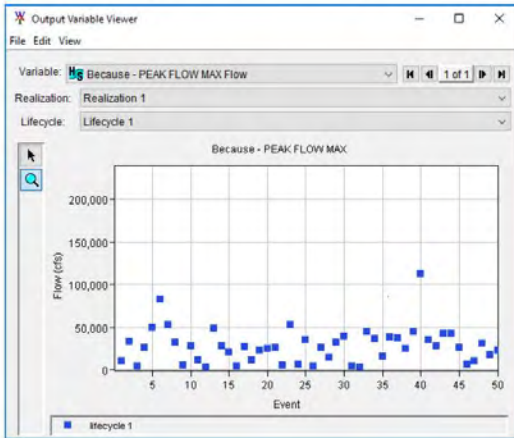 Output Variable Viewer
File Edit View
Variable: HS Because - PEAK FLOW MAX Flow 1 of 1
Realization: Realization 1
Lifecycle: Lifecycle 1
Because - PEAK FLOW MAX
200,000
150,000
100,000
50,000
0
Flow (cfs)
5 10 15 20 25 30 35 40 45 50
Event
lifecycle 1